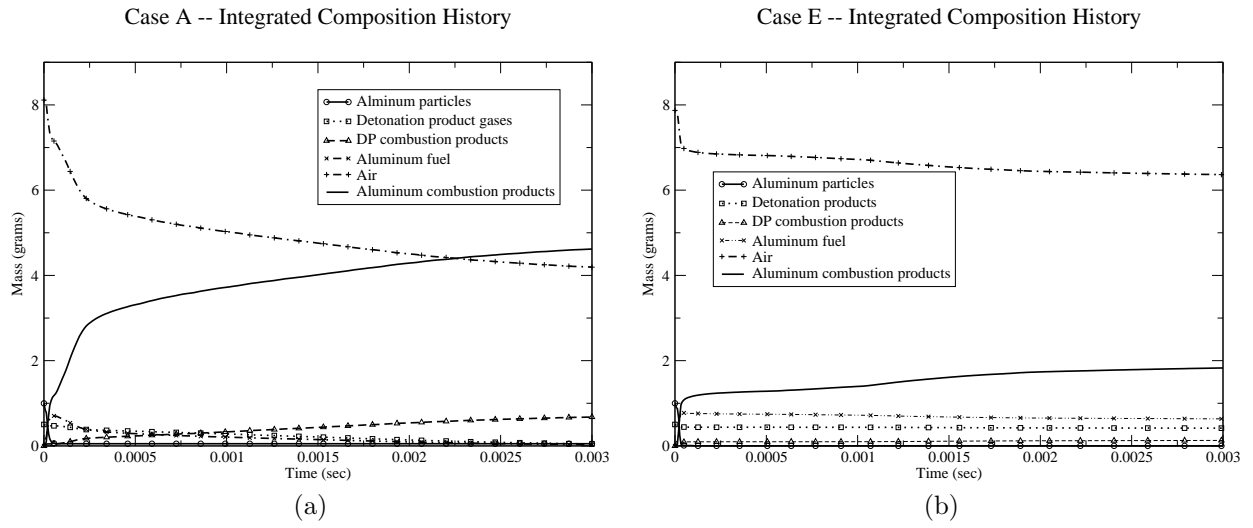 Case A -- Integrated Composition History
8
6
4
2
0
Mass (grams)
Alminum particles
Detonation product gases
DP combustion products
Aluminum fuel
Air
Aluminum combustion products
0 0.0005 0.001 0.0015 0.002 0.0025 0.003
Time (sec)
(a)
Case E -- Integrated Composition History
8
6
4
2
0
Mass (grams)
Aluminum particles
Detonation products
DP combustion products
Aluminum fuel
Air
Aluminum combustion products
0 0.0005 0.001 0.0015 0.002 0.0025 0.003
Time (sec)
(b)